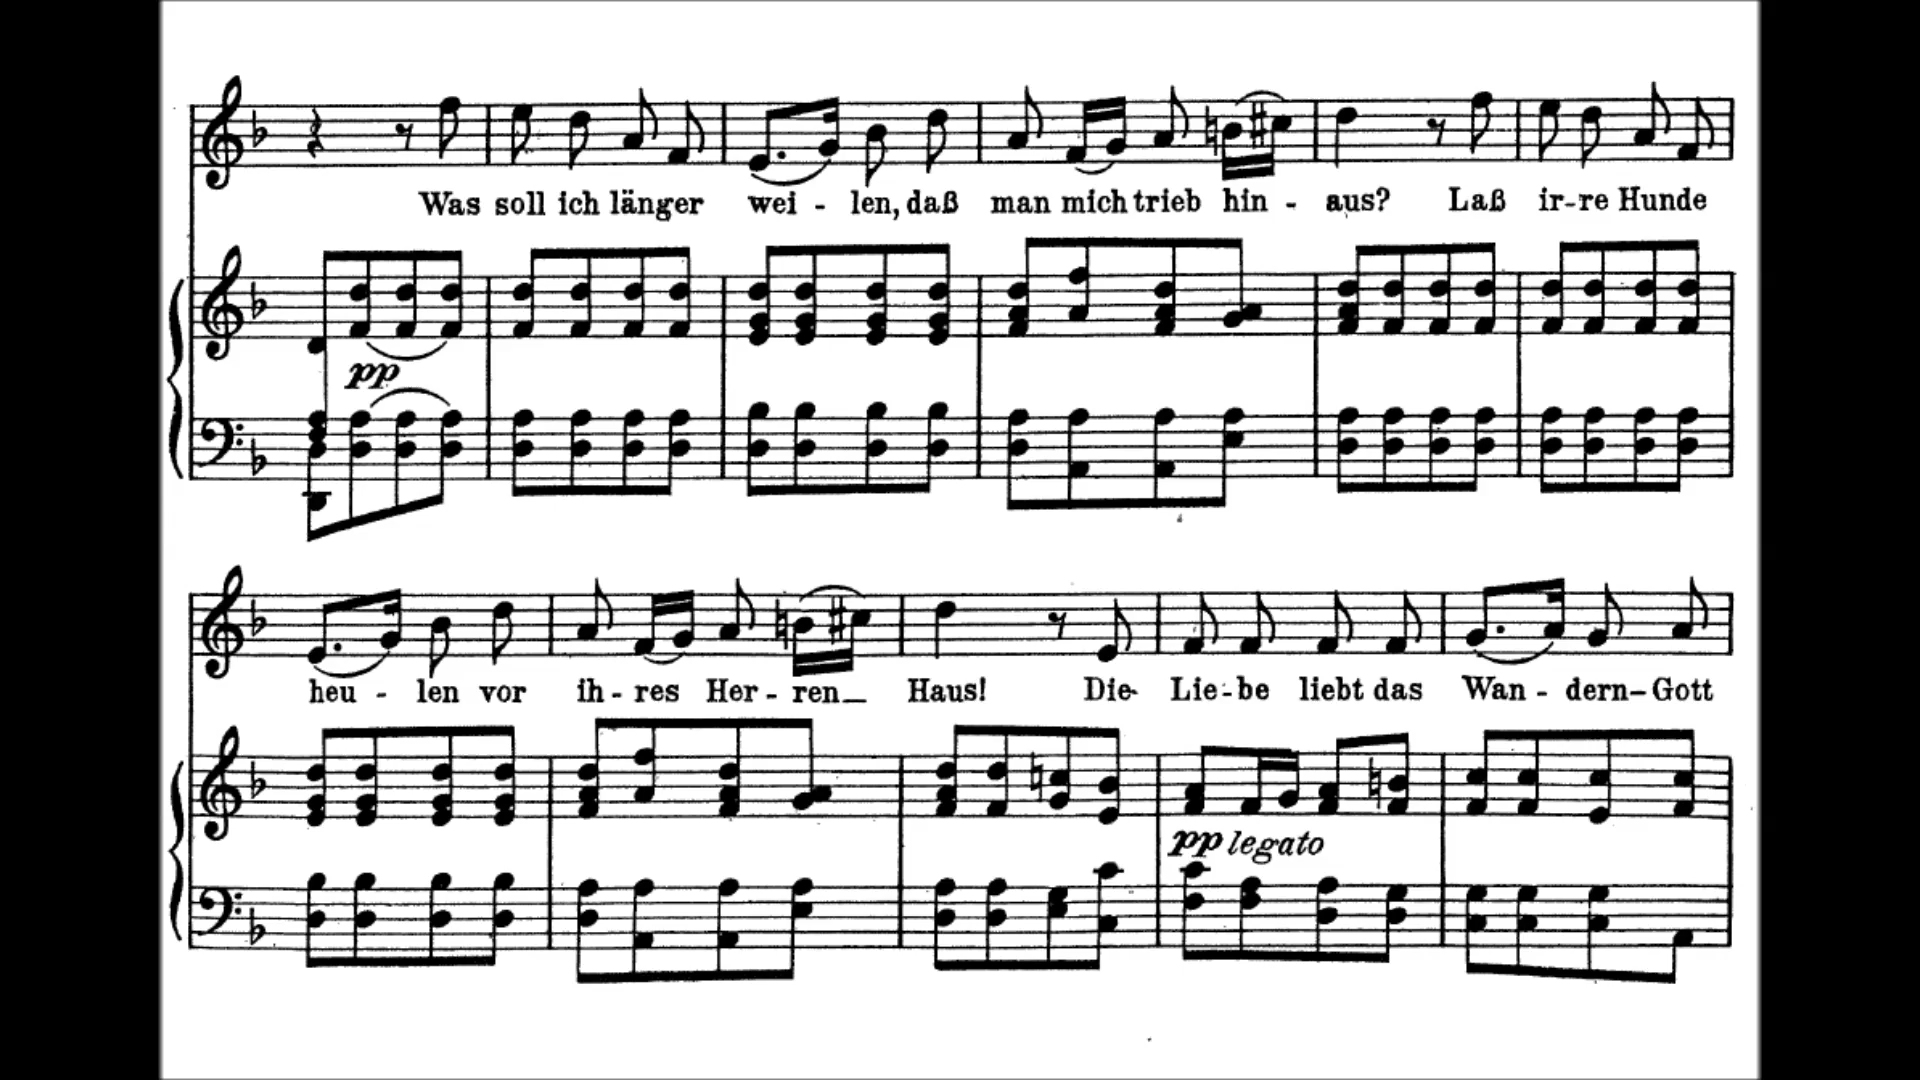 Was soll ich länger wei - len, daß man mich trieb hin - aus? Laß ir-re Hunde
pp
heu - len vor ih - res Her - ren_ Haus! Die Lie - be liebt das Wan - dern-Gott
pp legato